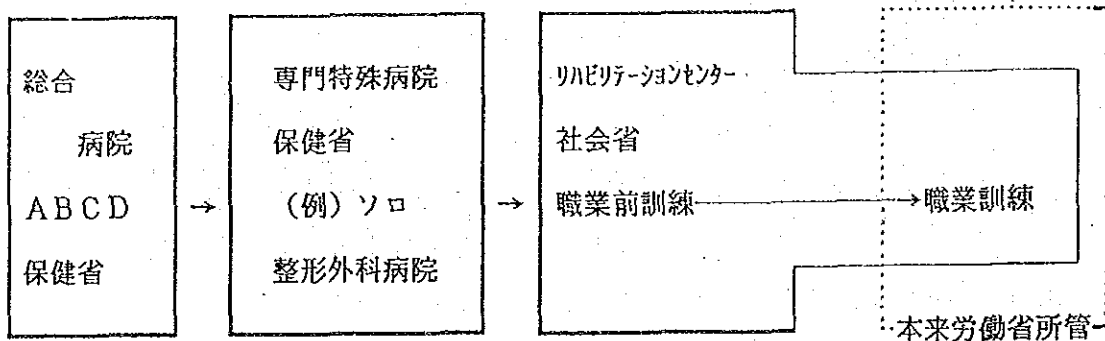 総合
病院
ABCD
保健省
→
専門特殊病院
保健省
(例)ソロ
整形外科病院
→
リハビリテーションセンター
社会省
職業前訓練
→職業訓練
本来労働省所管